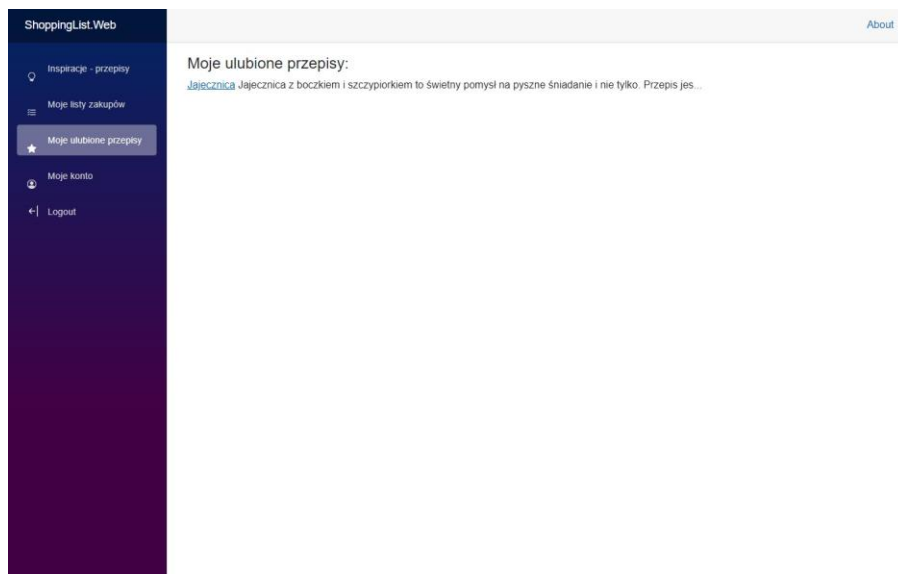 ShoppingList.Web
About
Inspiracje - przepisy
Moje listy zakupów
Moje ulubione przepisy
Moje konto
Logout
Moje ulubione przepisy:
Jajecznica Jajecznica z boczkiem i szczypiorkiem to świetny pomysł na pyszne śniadanie i nie tylko. Przepis jes...